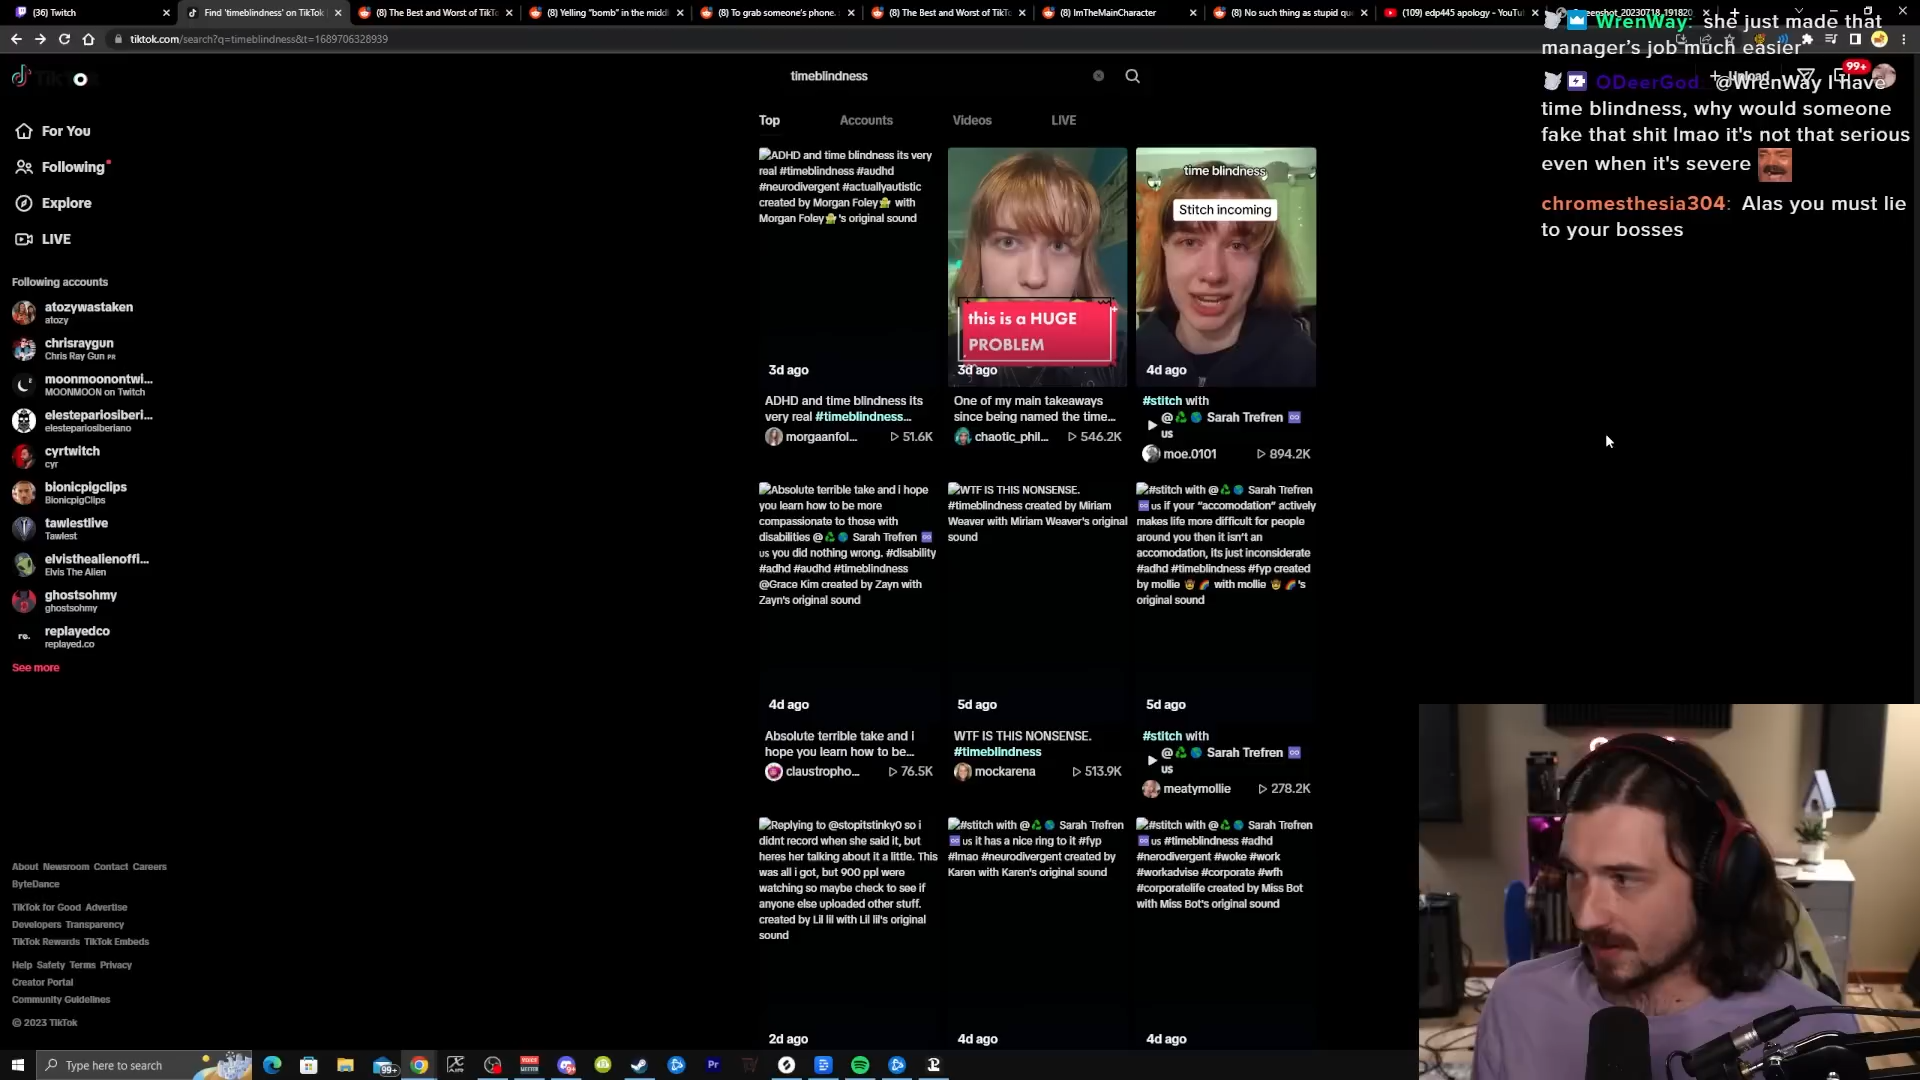 (36) Twitch
Find 'timeblindness' on TikTok
(8) The Best and Worst of TikTo
(8) Yelling "bomb" in the midd
(8) To grab someone's phone.
(8) The Best and Worst of TikTo
(8) ImTheMainCharacter
(8) No such thing as stupid qu
(109) edp445 apology - YouTu
Screenshot_20230718_191820
tiktok.com/search?q=timeblindness&t=1689706328939
TikTok
timeblindness
Upload
99+
Top
Accounts
Videos
LIVE
For You
Following
Explore
LIVE
Following accounts
atozywastaken
atozy
chrisraygun
Chris Ray Gun PR
moonmoonontwi...
MOONMOON on Twitch
elestepariosiberi...
elesteparíosiberiano
cyrtwitch
cyr
bionicpigclips
BionicpigClips
tawlestlive
Tawlest
elvisthealienoffi...
Elvis The Alien
ghostsohmy
ghostsohmy
re.
replayedco
replayed.co
See more
About Newsroom Contact Careers
ByteDance
TikTok for Good Advertise
Developers Transparency
TikTok Rewards TikTok Embeds
Help Safety Terms Privacy
Creator Portal
Community Guidelines
© 2023 TikTok
ADHD and time blindness its very
real #timeblindness #audhd
#neurodivergent #actuallyautistic
created by Morgan Foley with
Morgan Foley 's original sound
3d ago
ADHD and time blindness its
very real #timeblindness...
morgaanfol...
51.6K
this is a HUGE
PROBLEM
3d ago
One of my main takeaways
since being named the time...
chaotic_phil...
546.2K
time blindness
Stitch incoming
4d ago
#stitch with
@ Sarah Trefren
us
moe.0101
894.2K
Absolute terrible take and i hope
you learn how to be more
compassionate to those with
disabilities @ Sarah Trefren
us you did nothing wrong. #disability
#adhd #audhd #timeblindness
@Grace Kim created by Zayn with
Zayn's original sound
4d ago
Absolute terrible take and i
hope you learn how to be...
claustropho...
76.5K
WTF IS THIS NONSENSE.
#timeblindness created by Miriam
Weaver with Miriam Weaver's original
sound
5d ago
WTF IS THIS NONSENSE.
#timeblindness
mockarena
513.9K
#stitch with @ Sarah Trefren
us if your "accomodation" actively
makes life more difficult for people
around you then it isn't an
accomodation, its just inconsiderate
#adhd #timeblindness #fyp created
by mollie with mollie 's
original sound
5d ago
#stitch with
@ Sarah Trefren
us
meatymollie
278.2K
Replying to @stopitstinky0 so i
didnt record when she said it, but
heres her talking about it a little. This
was all i got, but 900 ppl were
watching so maybe check to see if
anyone else uploaded other stuff.
created by Lil lil with Lil lil's original
sound
2d ago
#stitch with @ Sarah Trefren
us it has a nice ring to it #fyp
#lmao #neurodivergent created by
Karen with Karen's original sound
4d ago
#stitch with @ Sarah Trefren
us #timeblindness #adhd
#nerodivergent #woke #work
#workadvise #corporate #wfh
#corporatelife created by Miss Bot
with Miss Bot's original sound
4d ago
WrenWay: she just made that
manager's job much easier
ODeerGod @WrenWay I have
time blindness, why would someone
fake that shit lmao it's not that serious
even when it's severe
chromesthesia304: Alas you must lie
to your bosses
Type here to search
99+
Pr